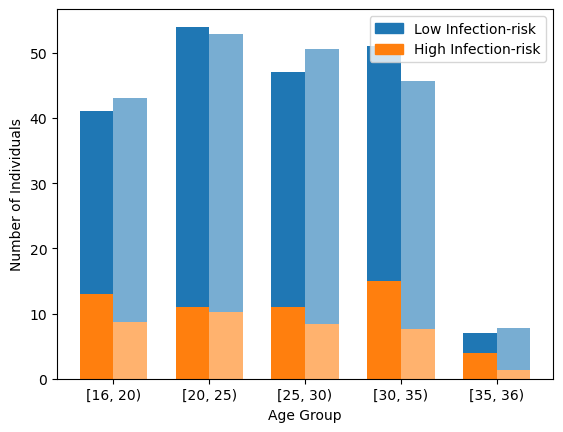 Low Infection-risk
High Infection-risk
Number of Individuals
50
40
30
20
10
0
[16, 20)
[20, 25)
[25, 30)
[30, 35)
[35, 36)
Age Group